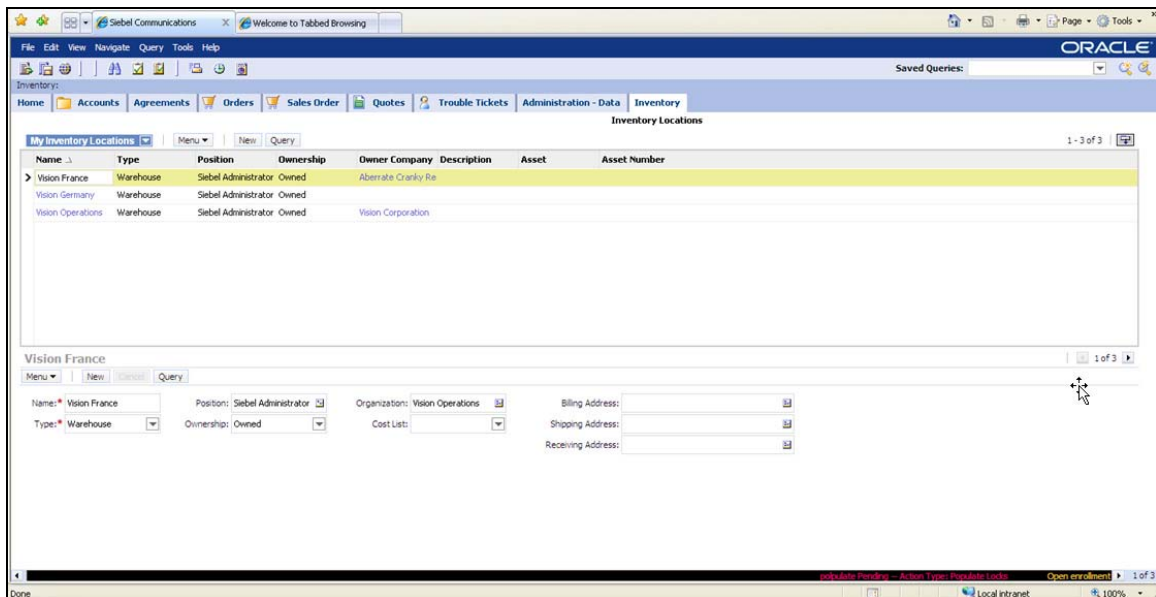 Siebel Communications X Welcome to Tabbed Browsing Page Tools
File Edit View Navigate Query Tools Help ORACLE
Saved Queries:
Inventory:
Home Accounts Agreements Orders Sales Order Quotes Trouble Tickets Administration - Data Inventory
Inventory Locations
My Inventory Locations Menu New Query 1 - 3 of 3
Name Type Position Ownership Owner Company Description Asset Asset Number
Vision France Warehouse Siebel Administrator Owned Aberrate Cranky Re
Vision Germany Warehouse Siebel Administrator Owned
Vision Operations Warehouse Siebel Administrator Owned Vision Corporation
Vision France 1 of 3
Menu New Cancel Query
Name:* Vision France Position: Siebel Administrator Organization: Vision Operations Billing Address:
Type:* Warehouse Ownership: Owned Cost List: Shipping Address:
Receiving Address:
polpulate Pending -- Action Type: Populate Locks Open enrollment 1 of 3
Done Local intranet 100%